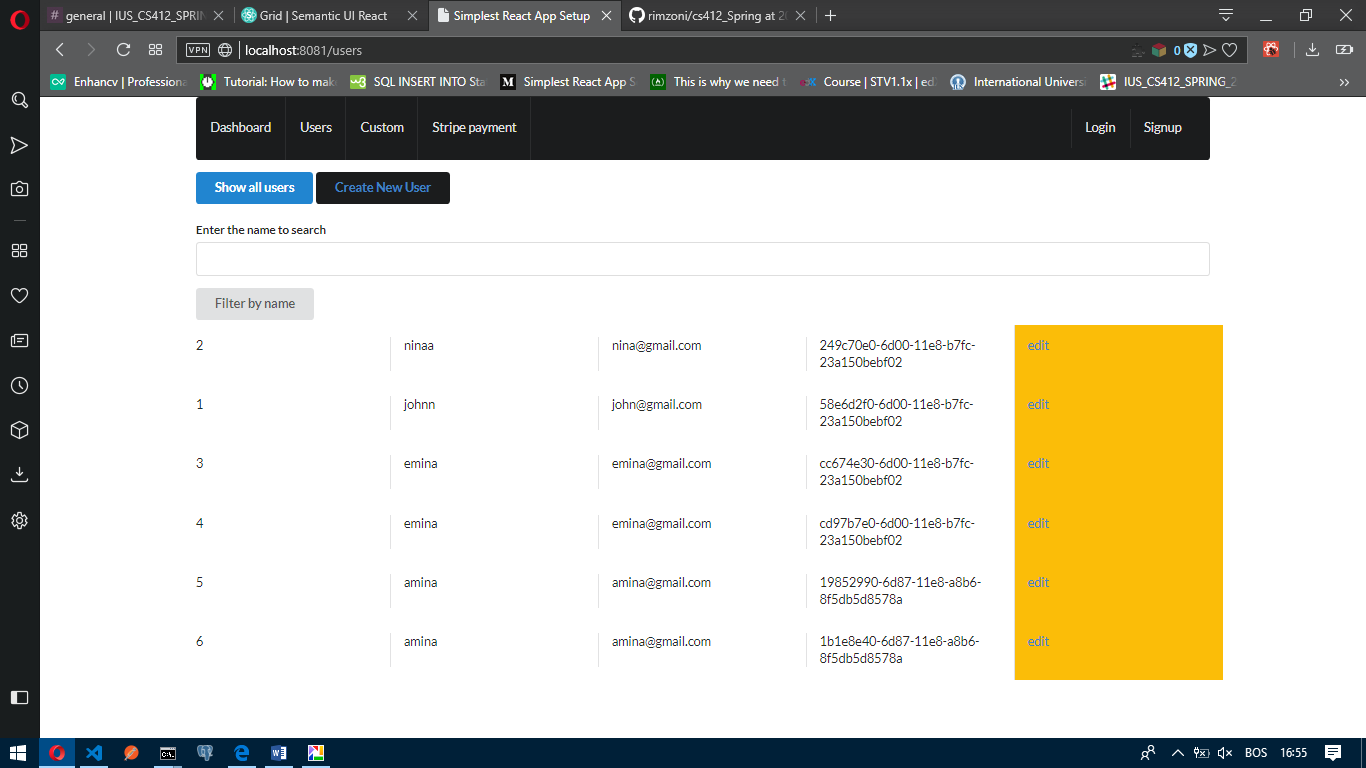 general | IUS_CS412_SPRIN
Grid | Semantic UI React
Simplest React App Setup
rimzoni/cs412_Spring at 20
VPN
localhost:8081/users
0
Enhancv | Professiona
Tutorial: How to mak
SQL INSERT INTO Sta
Simplest React App S
This is why we need t
Course | STV1.1x | ed
International Univers
IUS_CS412_SPRING_2
Dashboard
Users
Custom
Stripe payment
Login
Signup
Show all users
Create New User
Enter the name to search
Filter by name
2
ninaa
nina@gmail.com
249c70e0-6d00-11e8-b7fc-
23a150bebf02
edit
1
johnn
john@gmail.com
58e6d2f0-6d00-11e8-b7fc-
23a150bebf02
edit
3
emina
emina@gmail.com
cc674e30-6d00-11e8-b7fc-
23a150bebf02
edit
4
emina
emina@gmail.com
cd97b7e0-6d00-11e8-b7fc-
23a150bebf02
edit
5
amina
amina@gmail.com
19852990-6d87-11e8-a8b6-
8f5db5d8578a
edit
6
amina
amina@gmail.com
1b1e8e40-6d87-11e8-a8b6-
8f5db5d8578a
edit
BOS
16:55